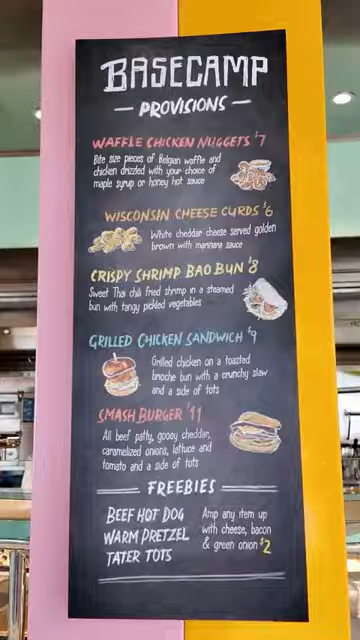 BASECAMP
— PROVISIONS —
WAFFLE CHICKEN NUGGETS $7
Bite size pieces of Belgian waffle and
chicken drizzled with your choice of
maple syrup or honey hot sauce
WISCONSIN CHEESE CURDS $6
White cheddar cheese served golden
brown with marinara sauce
CRISPY SHRIMP BAO BUN $8
Sweet Thai chili fried shrimp in a steamed
bun with tangy pickled vegetables
GRILLED CHICKEN SANDWICH $9
Grilled chicken on a toasted
brioche bun with a crunchy slaw
and a side of tots
SMASH BURGER $11
All beef patty, gooey cheddar,
caramelized onions, lettuce and
tomato and a side of tots
FREEBIES
BEEF HOT DOG
WARM PRETZEL
TATER TOTS
Amp any item up
with cheese, bacon
& green onion $2